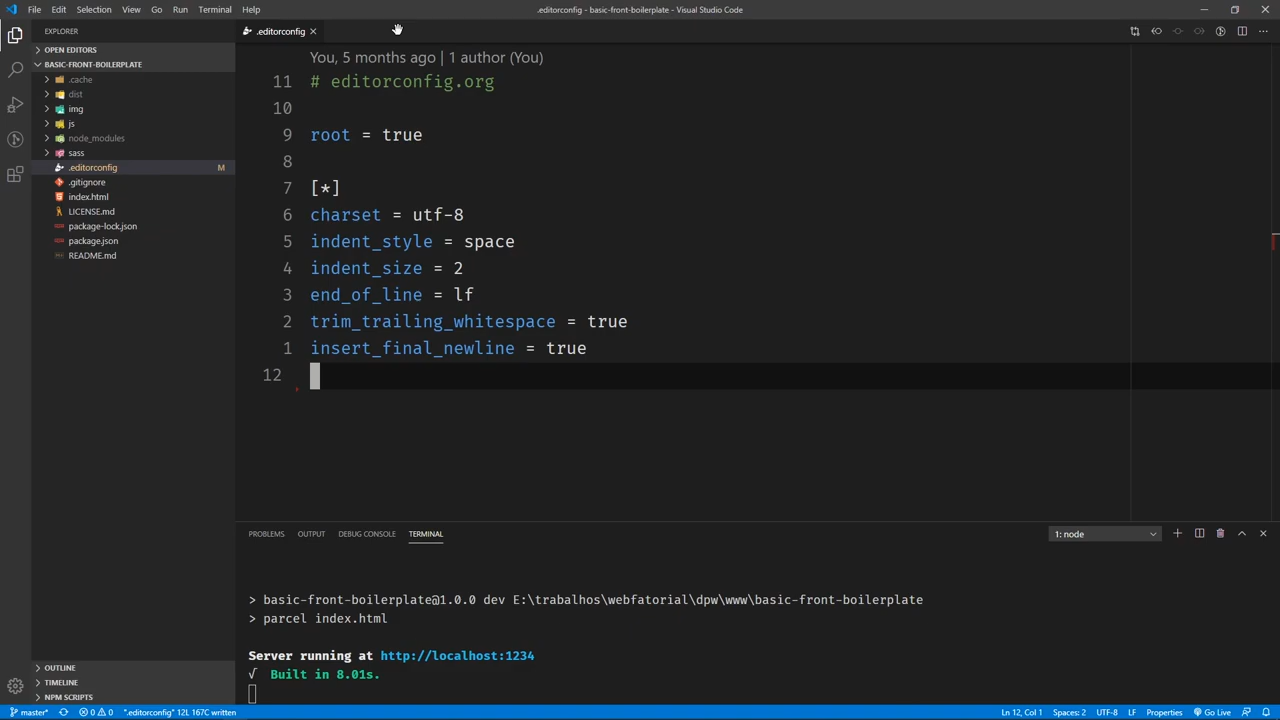 File Edit Selection View Go Run Terminal Help
.editorconfig - basic-front-boilerplate - Visual Studio Code
EXPLORER
OPEN EDITORS
BASIC-FRONT-BOILERPLATE
.cache
dist
img
js
node_modules
sass
.editorconfig M
.gitignore
index.html
LICENSE.md
package-lock.json
package.json
README.md
OUTLINE
TIMELINE
NPM SCRIPTS
.editorconfig
You, 5 months ago | 1 author (You)
11 # editorconfig.org
10
9 root = true
8
7 [*]
6 charset = utf-8
5 indent_style = space
4 indent_size = 2
3 end_of_line = lf
2 trim_trailing_whitespace = true
1 insert_final_newline = true
12
PROBLEMS OUTPUT DEBUG CONSOLE TERMINAL
1: node
> basic-front-boilerplate@1.0.0 dev E:\trabalhos\webfatorial\dpw\www\basic-front-boilerplate
> parcel index.html
Server running at http://localhost:1234
√ Built in 8.01s.
master* 0 0 ".editorconfig" 12L 167C written
Ln 12, Col 1 Spaces: 2 UTF-8 LF Properties Go Live